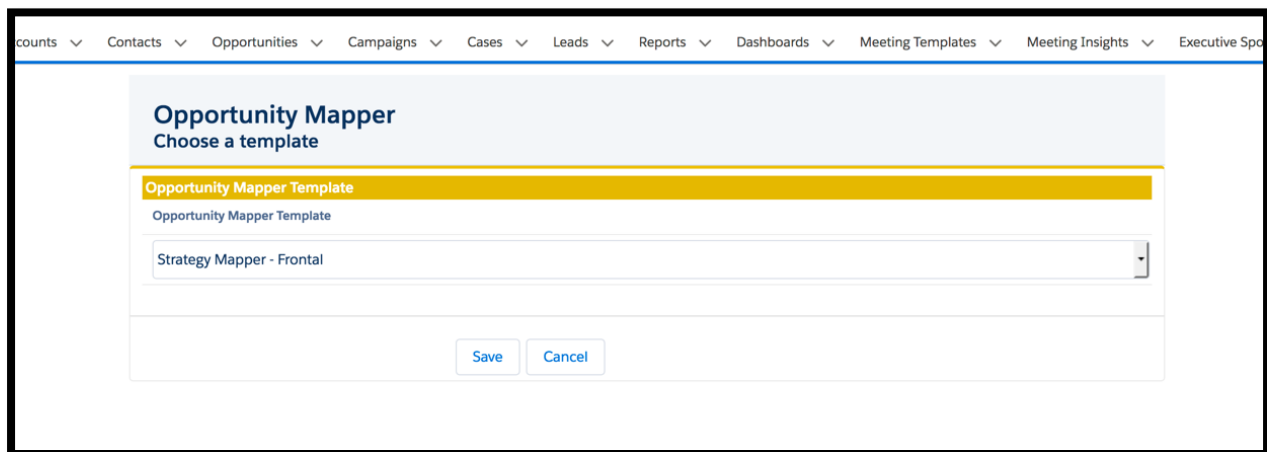 counts Contacts Opportunities Campaigns Cases Leads Reports Dashboards Meeting Templates Meeting Insights Executive Spo
Opportunity Mapper
Choose a template
Opportunity Mapper Template
Opportunity Mapper Template
Strategy Mapper - Frontal
Save Cancel